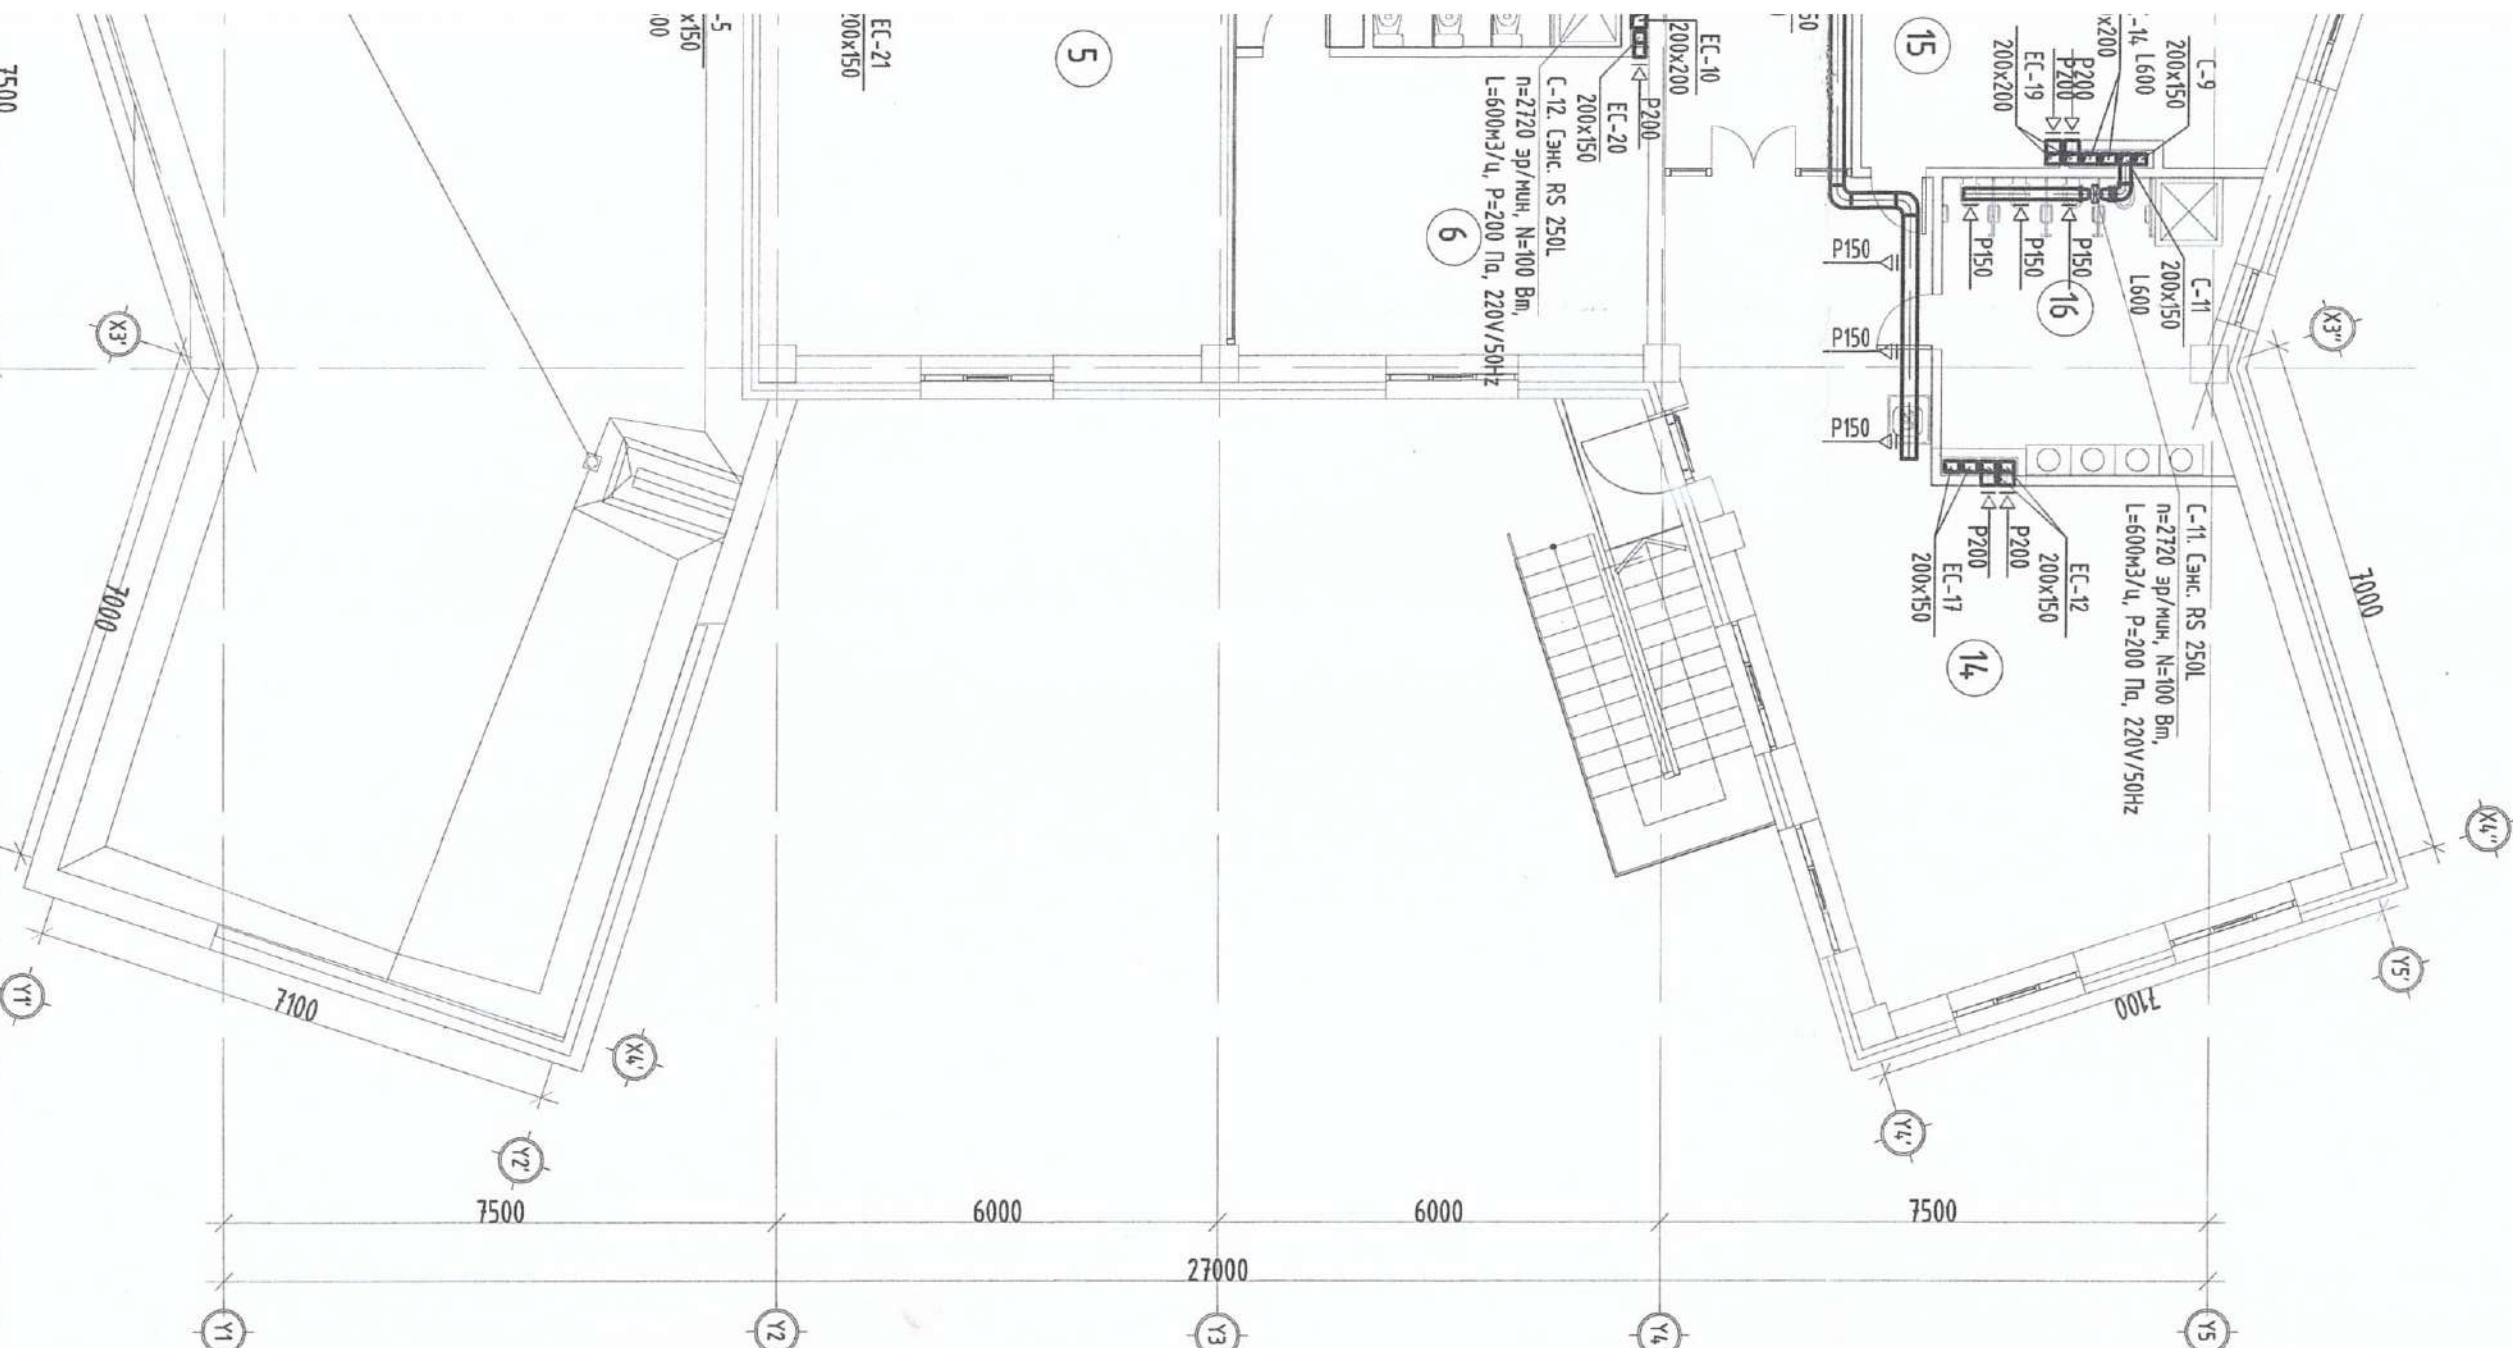 7500
EC-21
200x150
5
EC-10
200x200
P200
EC-20
200x150
С-12. Сэнс. RS 250L
n=2720 эр/мин, N=100 Вт,
L=600м3/ц, P=200 Па, 220V/50Hz
6
15
C-9
200x150
L600
P200
P200
EC-19
200x200
P150
P150
P150
P150
P150
P150
16
C-11
200x150
L600
X3'
X3"
С-11. Сэнс. RS 250L
n=2720 эр/мин, N=100 Вт,
L=600м3/ц, P=200 Па, 220V/50Hz
P200
P200
EC-12
200x150
EC-17
200x150
14
7000
7000
X4"
Y5'
7100
7100
Y1'
X4'
Y4'
Y2'
7500
6000
6000
7500
27000
Y1
Y2
Y3
Y4
Y5